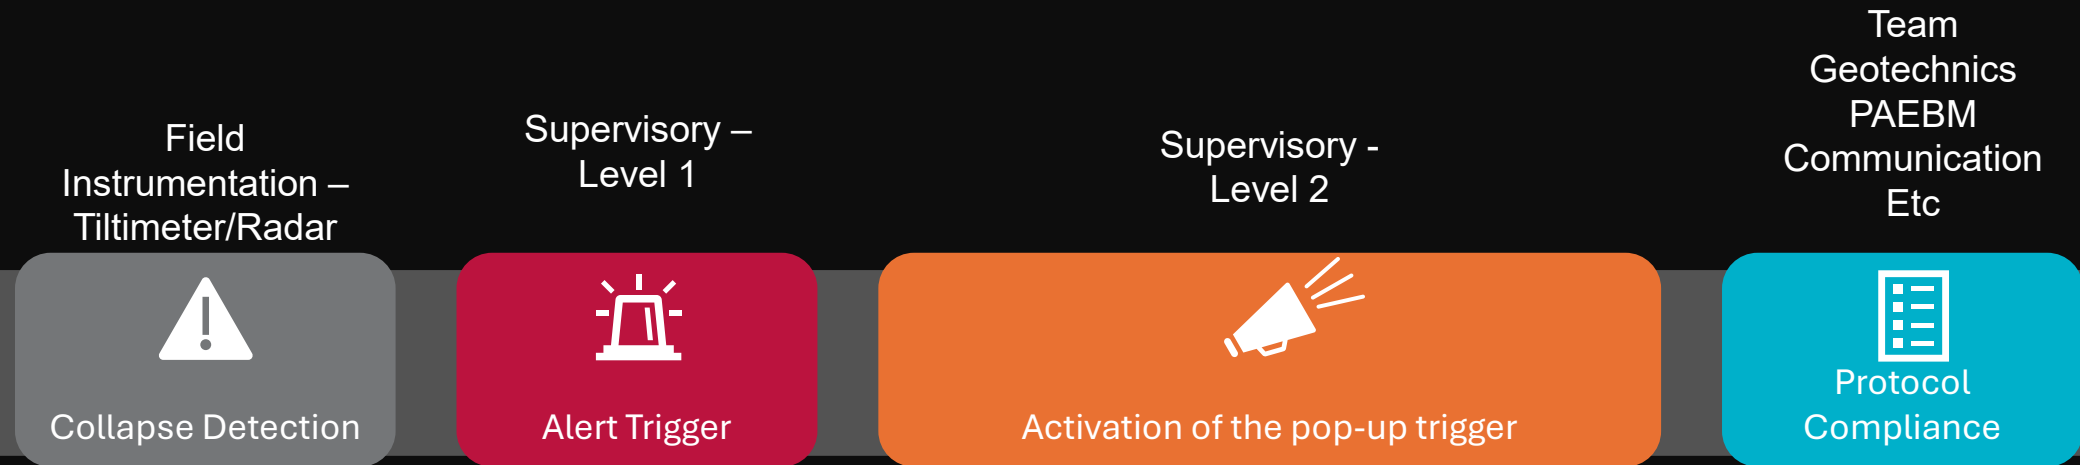 Field
Instrumentation –
Tiltimeter/Radar
Collapse Detection
Supervisory –
Level 1
Alert Trigger
Supervisory -
Level 2
Activation of the pop-up trigger
Team
Geotechnics
PAEBM
Communication
Etc
Protocol
Compliance